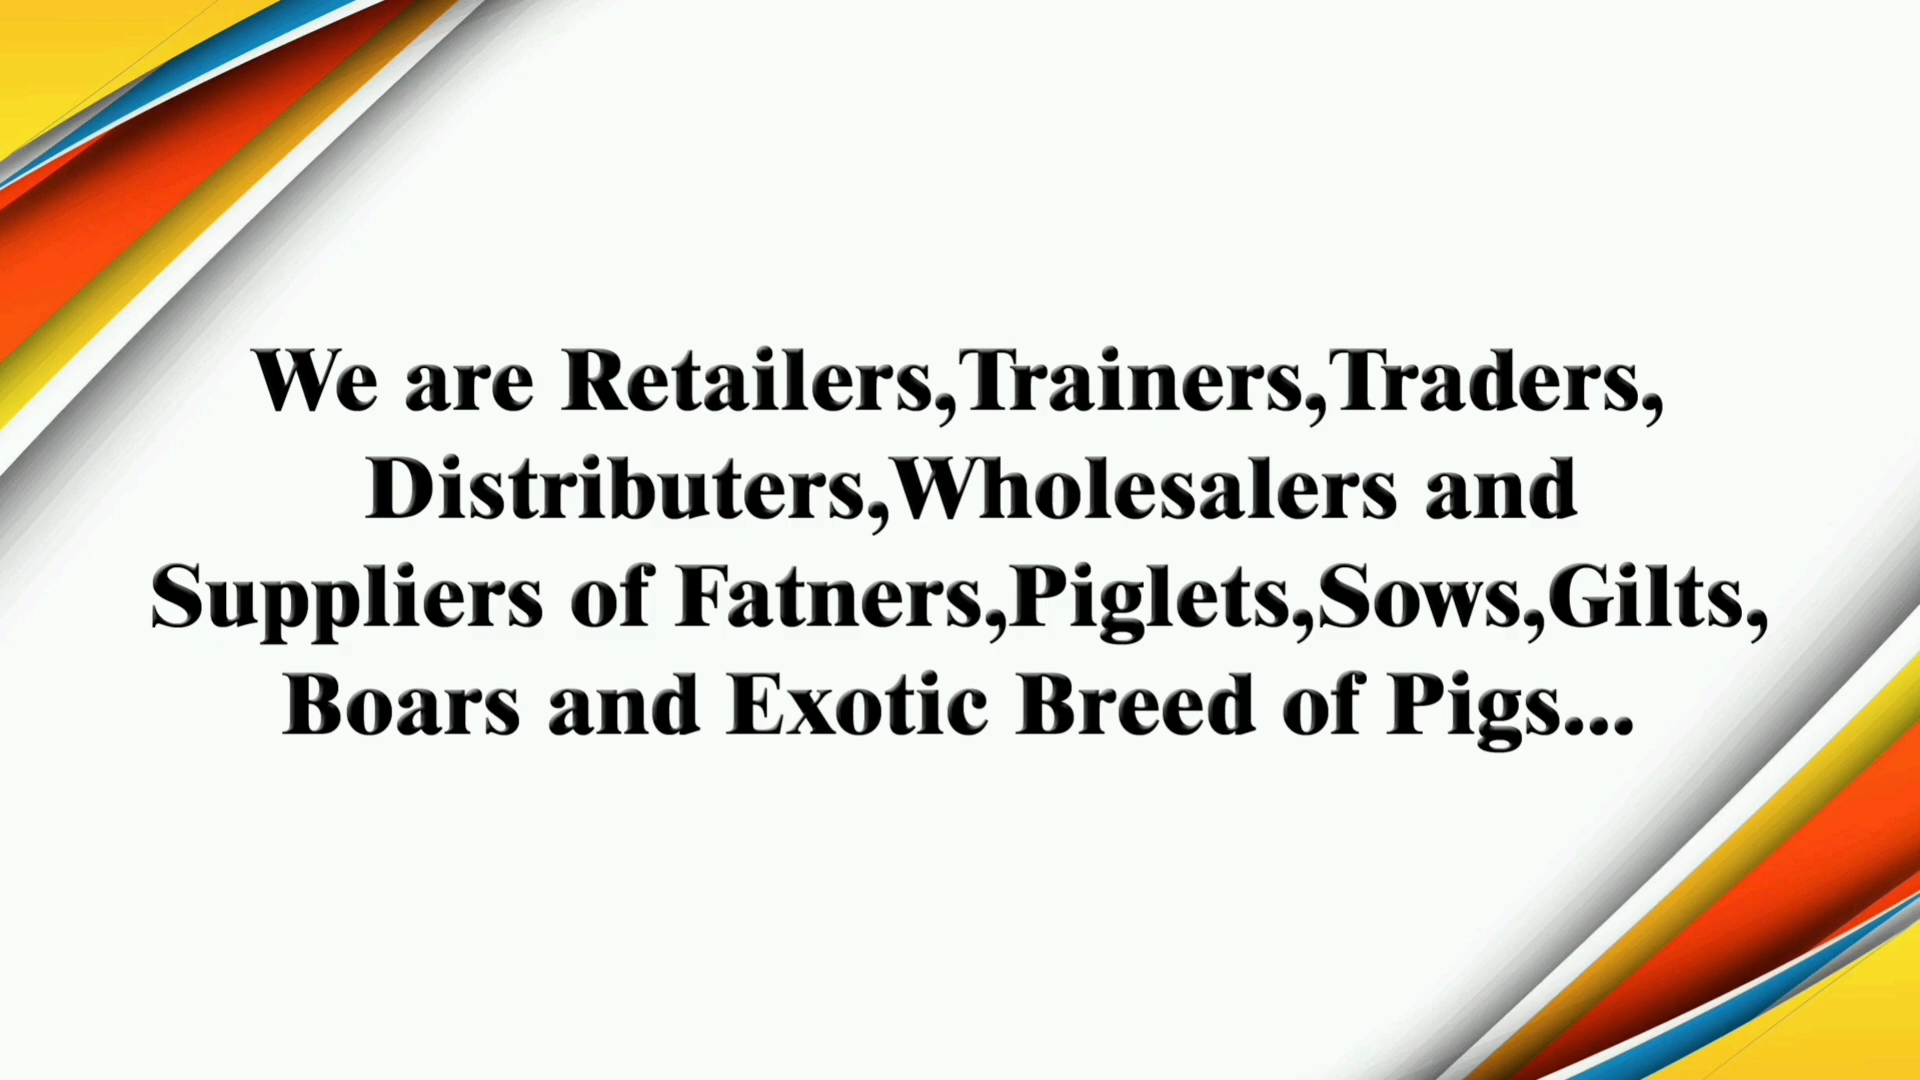 We are Retailers,Trainers,Traders,
Distributers,Wholesalers and
Suppliers of Fatners,Piglets,Sows,Gilts,
Boars and Exotic Breed of Pigs...